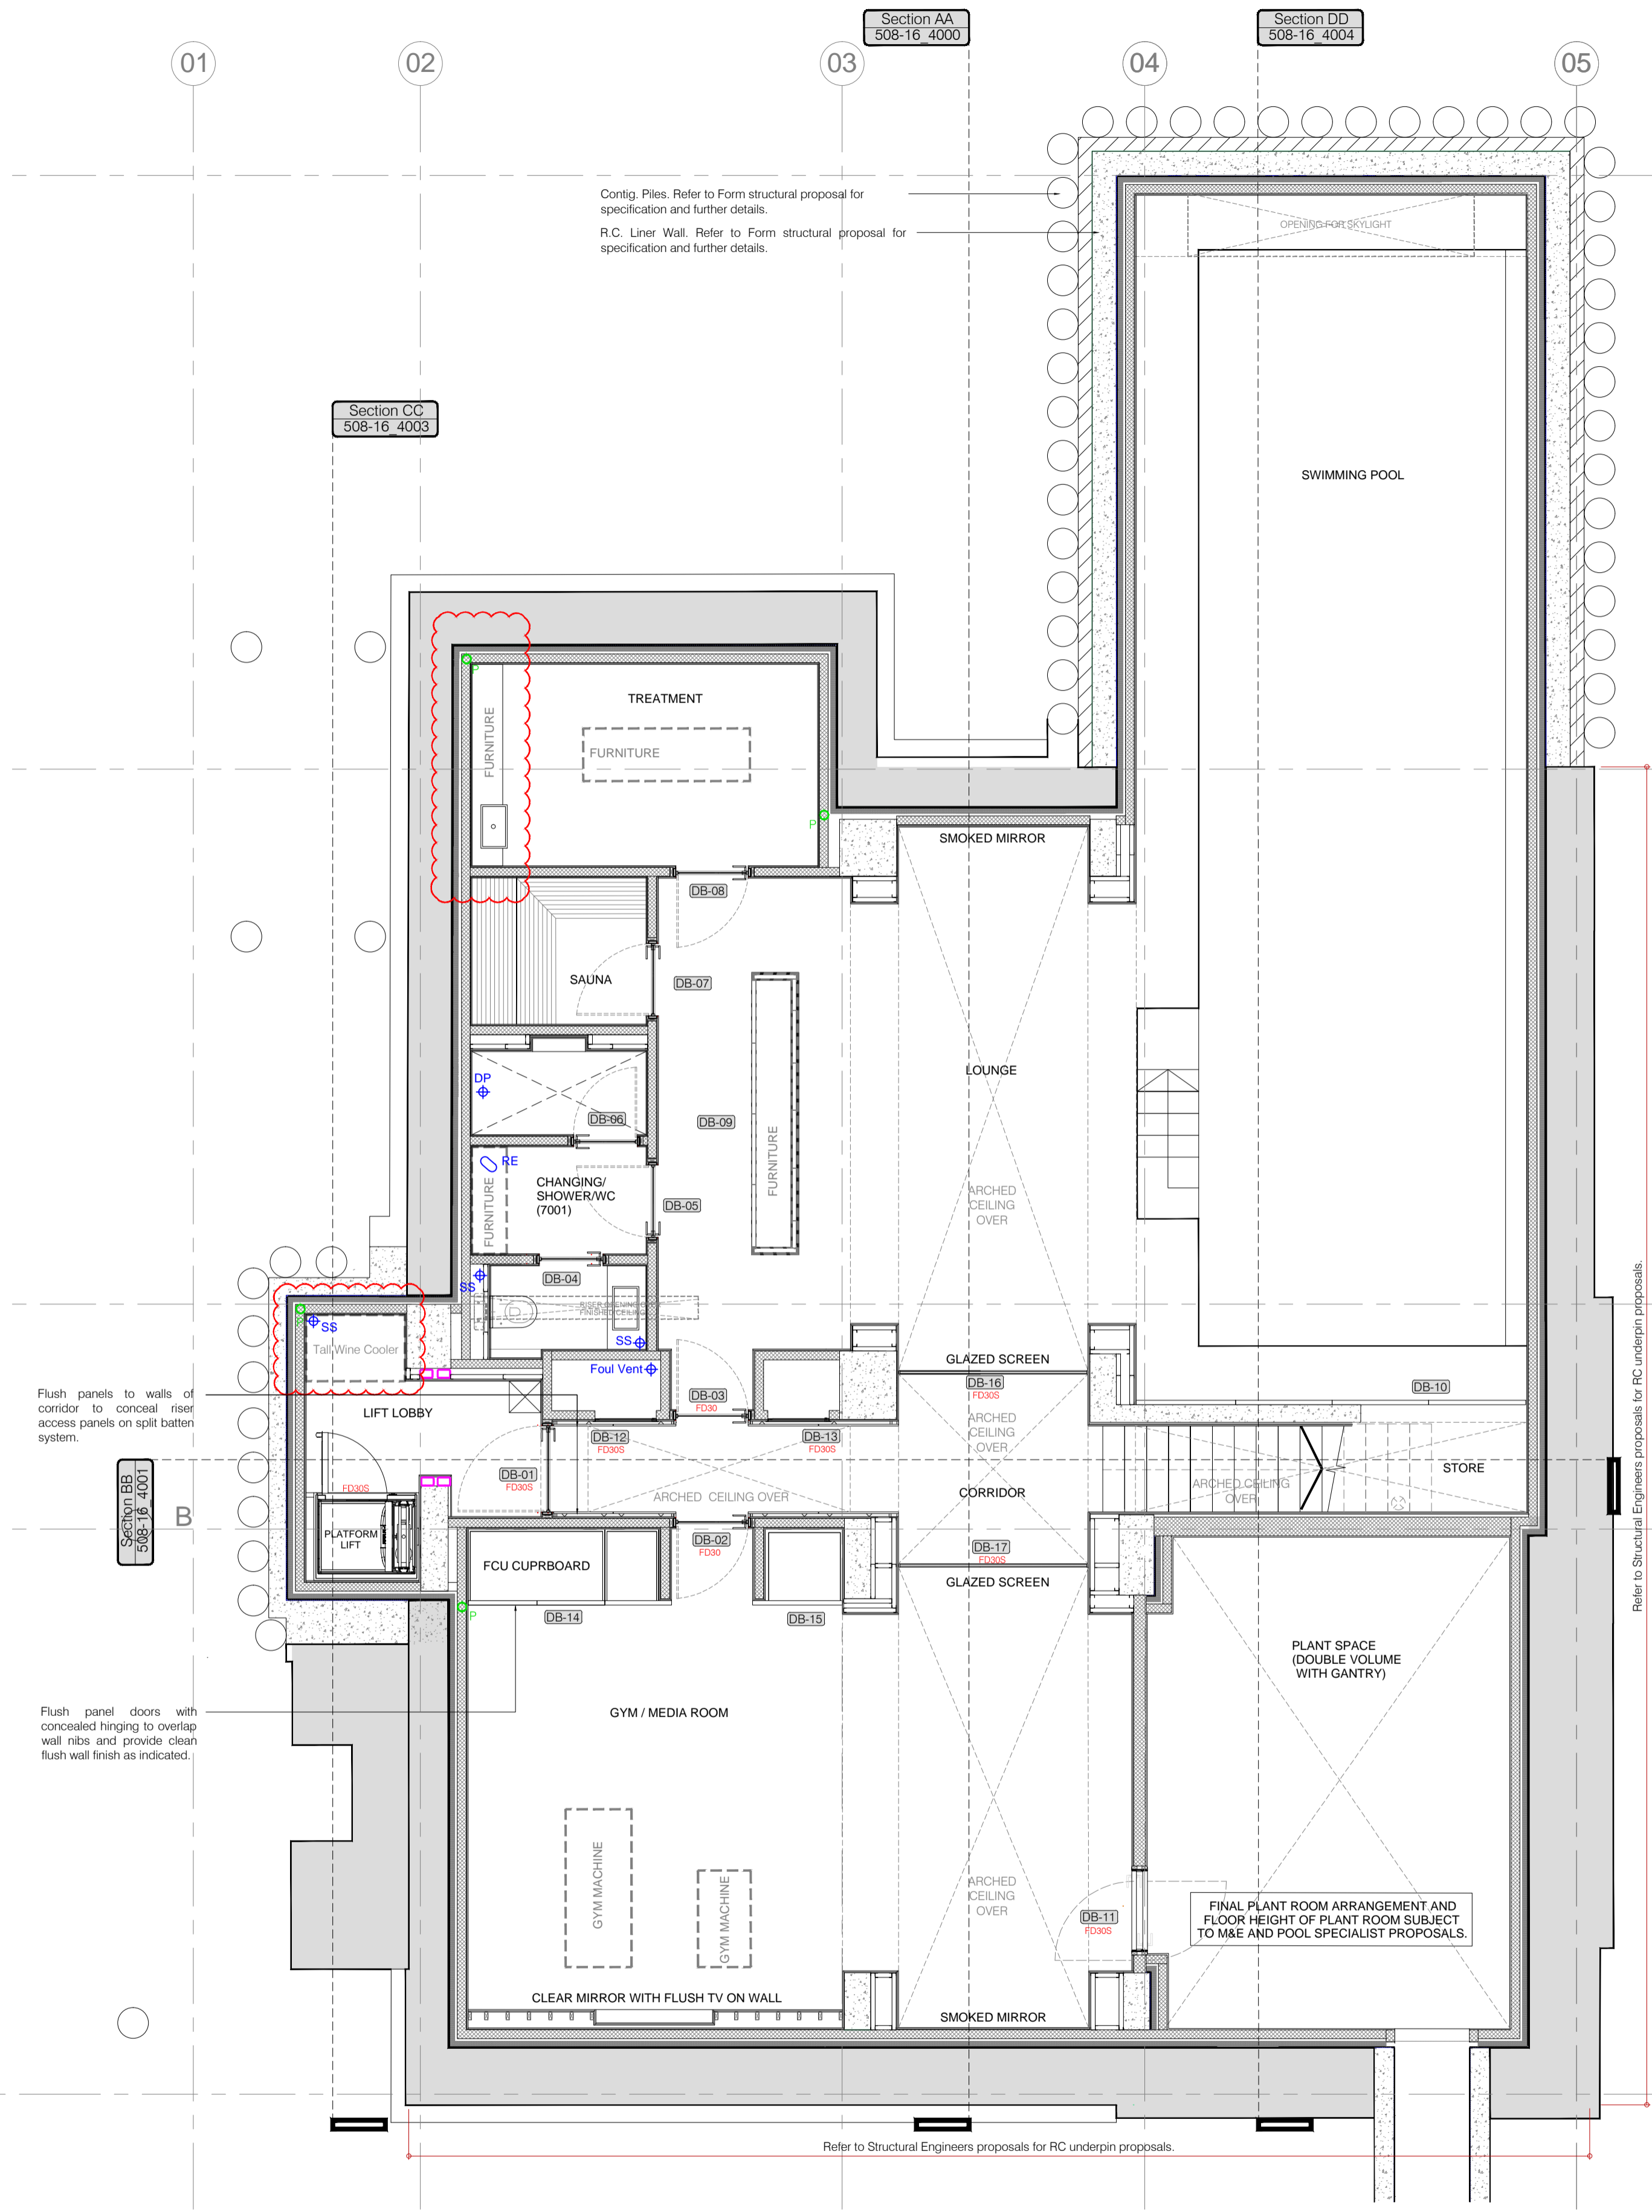 Section AA
508-16_4000
Section DD
508-16_4004
01
02
03
04
05
Contig. Piles. Refer to Form structural proposal for
specification and further details.
R.C. Liner Wall. Refer to Form structural proposal for
specification and further details.
OPENING FOR SKYLIGHT
Section CC
508-16_4003
SWIMMING POOL
P
TREATMENT
FURNITURE
FURNITURE
P
SMOKED MIRROR
DB-08
SAUNA
DB-07
LOUNGE
DP
DB-06
DB-09
FURNITURE
RE
CHANGING/
SHOWER/WC
(7001)
FURNITURE
DB-05
ARCHED
CEILING
OVER
SS
DB-04
RISER OPENING
FINISHED CEILING
SS
Tall Wine Cooler
SS
Foul Vent
GLAZED SCREEN
DB-16
FD30S
DB-10
Flush panels to walls of
corridor to conceal riser
access panels on split batten
system.
LIFT LOBBY
DB-03
FD30
ARCHED
CEILING
OVER
DB-12
FD30S
DB-13
FD30S
DB-01
FD30S
FD30S
ARCHED CEILING OVER
CORRIDOR
ARCHED CEILING
OVER
STORE
Section BB
508-16_4001
B
PLATFORM
LIFT
FCU CUPRBOARD
DB-02
FD30
DB-17
FD30S
GLAZED SCREEN
P
DB-14
DB-15
PLANT SPACE
(DOUBLE VOLUME
WITH GANTRY)
Flush panel doors with
concealed hinging to overlap
wall nibs and provide clean
flush wall finish as indicated.
GYM / MEDIA ROOM
GYM MACHINE
GYM MACHINE
ARCHED
CEILING
OVER
DB-11
FD30S
FINAL PLANT ROOM ARRANGEMENT AND
FLOOR HEIGHT OF PLANT ROOM SUBJECT
TO M&E AND POOL SPECIALIST PROPOSALS.
CLEAR MIRROR WITH FLUSH TV ON WALL
SMOKED MIRROR
Refer to Structural Engineers proposals for RC underpin proposals.
Refer to Structural Engineers proposals for RC underpin proposals.